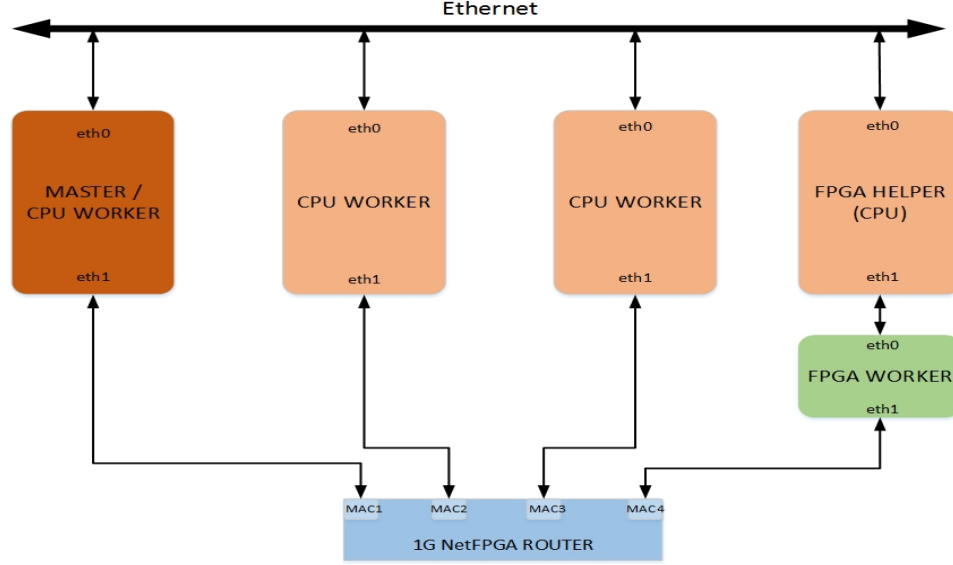 Ethernet
eth0
eth0
eth0
eth0
MASTER /
CPU WORKER
CPU WORKER
CPU WORKER
FPGA HELPER
(CPU)
eth1
eth1
eth1
eth1
eth0
FPGA WORKER
eth1
MAC1
MAC2
MAC3
MAC4
1G NetFPGA ROUTER